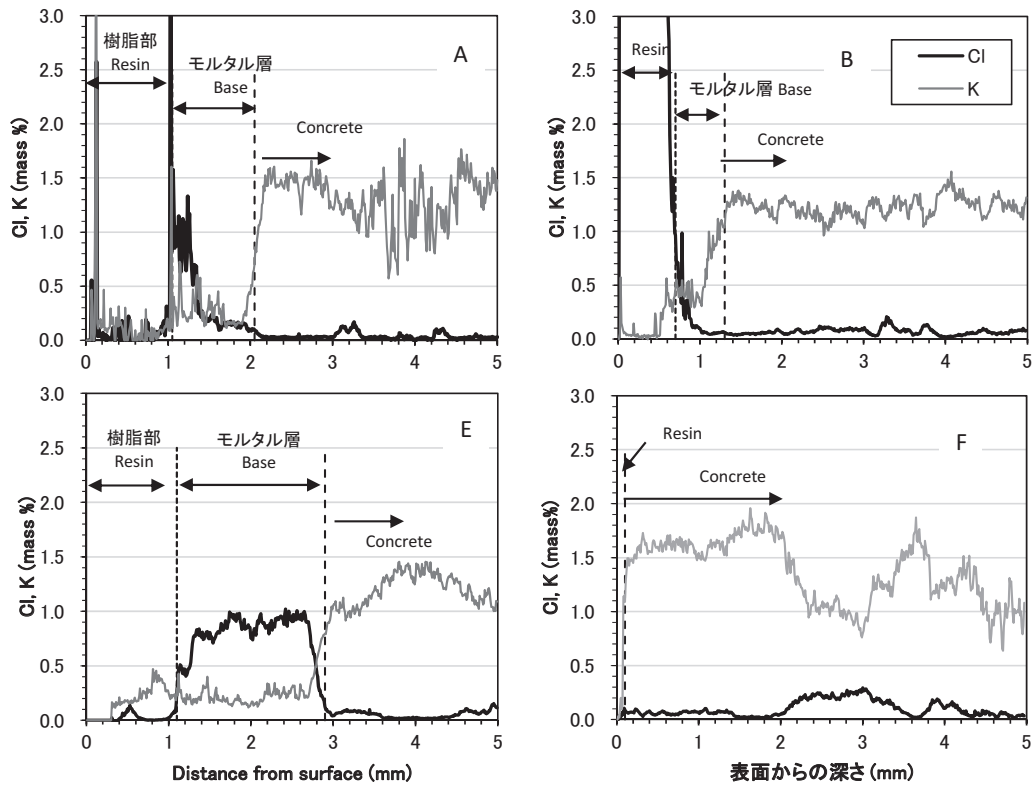 3.0
2.5
2.0
1.5
1.0
0.5
0.0
Cl, K (mass %)
樹脂部
Resin
モルタル層
Base
Concrete
A
0 1 2 3 4 5
3.0
2.5
2.0
1.5
1.0
0.5
0.0
Cl, K (mass %)
Resin
モルタル層 Base
Concrete
B
Cl
K
0 1 2 3 4 5
3.0
2.5
2.0
1.5
1.0
0.5
0.0
Cl, K (mass %)
樹脂部
Resin
モルタル層
Base
Concrete
E
0 1 2 3 4 5
Distance from surface (mm)
3.0
2.5
2.0
1.5
1.0
0.5
0.0
Cl, K (mass%)
Resin
Concrete
F
0 1 2 3 4 5
表面からの深さ (mm)